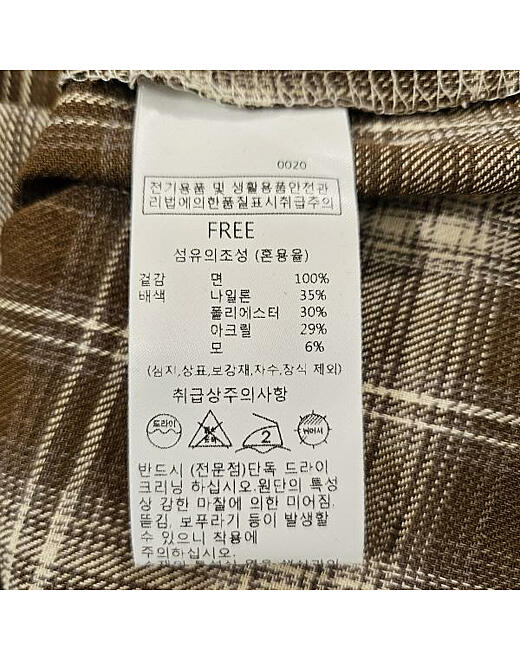 0020
전기용품 및 생활용품안전관
리법에의한품질표시취급주의
FREE
섬유의조성 (혼용율)
겉감 면 100%
배색 나일론 35%
폴리에스터 30%
아크릴 29%
모 6%
(심지,상표,보강재,자수,장식 제외)
취급상주의사항
드라이 2 뉘어서
반드시 (전문점)단독 드라이
크리닝 하십시오.원단의 특성
상 강한 마찰에 의한 미어짐.
뜯김, 보푸라기 등이 발생할
수 있으니 착용에
주의하십시오.